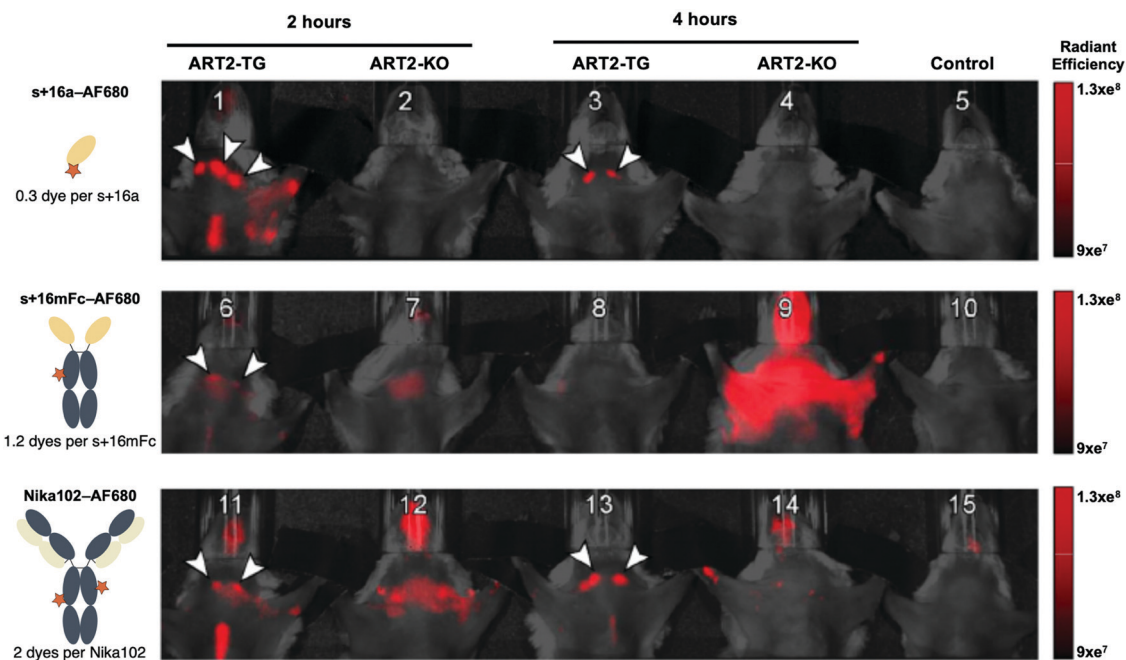 2 hours
4 hours
ART2-TG
ART2-KO
ART2-TG
ART2-KO
Control
Radiant
Efficiency
s+16a–AF680
0.3 dye per s+16a
1
2
3
4
5
1.3xe⁸
9xe⁷
s+16mFc–AF680
1.2 dyes per s+16mFc
6
7
8
9
10
1.3xe⁸
9xe⁷
Nika102–AF680
2 dyes per Nika102
11
12
13
14
15
1.3xe⁸
9xe⁷